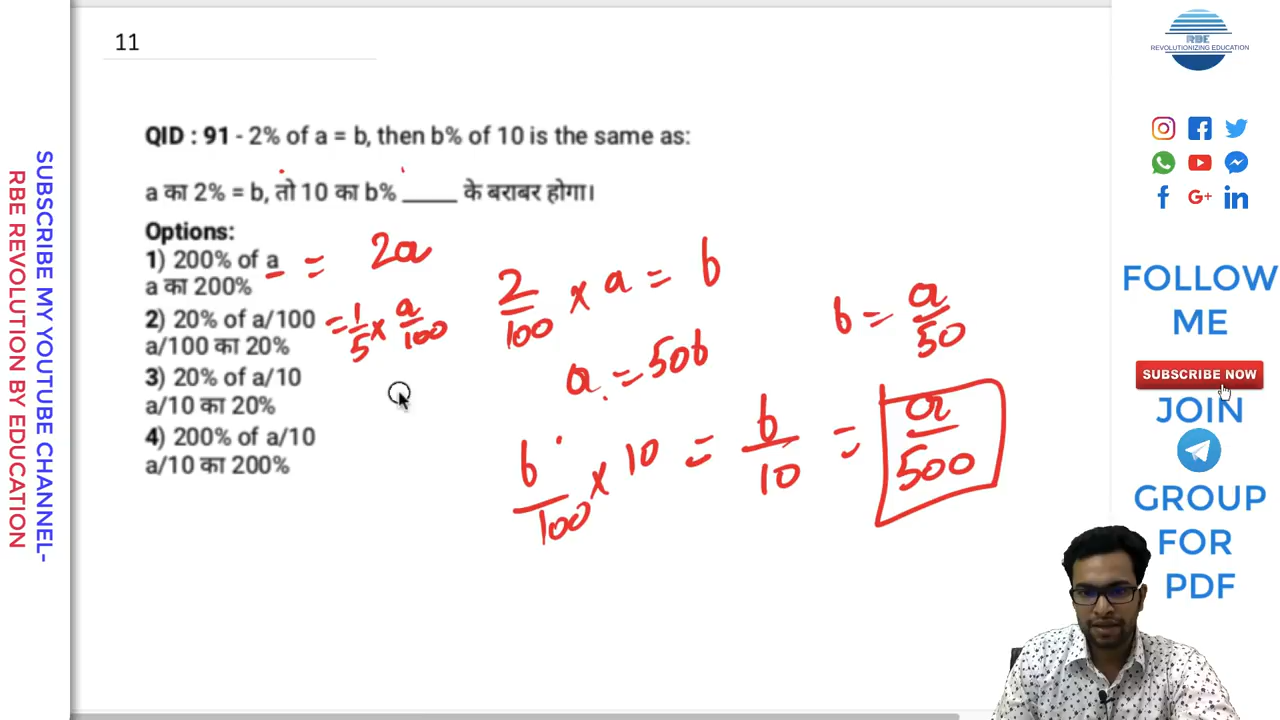 11
QID : 91 - 2% of a = b, then b% of 10 is the same as:
a का 2% = b, तो 10 का b% _____ के बराबर होगा।
Options:
1) 200% of a = 2a
a का 200%
2) 20% of a/100 = 1/5 × a/100
a/100 का 20%
3) 20% of a/10
a/10 का 20%
4) 200% of a/10
a/10 का 200%
2/100 × a = b
a = 50b
b = a/50
b/100 × 10 = b/10 = a/500
SUBSCRIBE MY YOUTUBE CHANNEL-
RBE REVOLUTION BY EDUCATION
RBE
REVOLUTIONIZING EDUCATION
f G+ in
FOLLOW
ME
SUBSCRIBE NOW
JOIN
GROUP
FOR
PDF